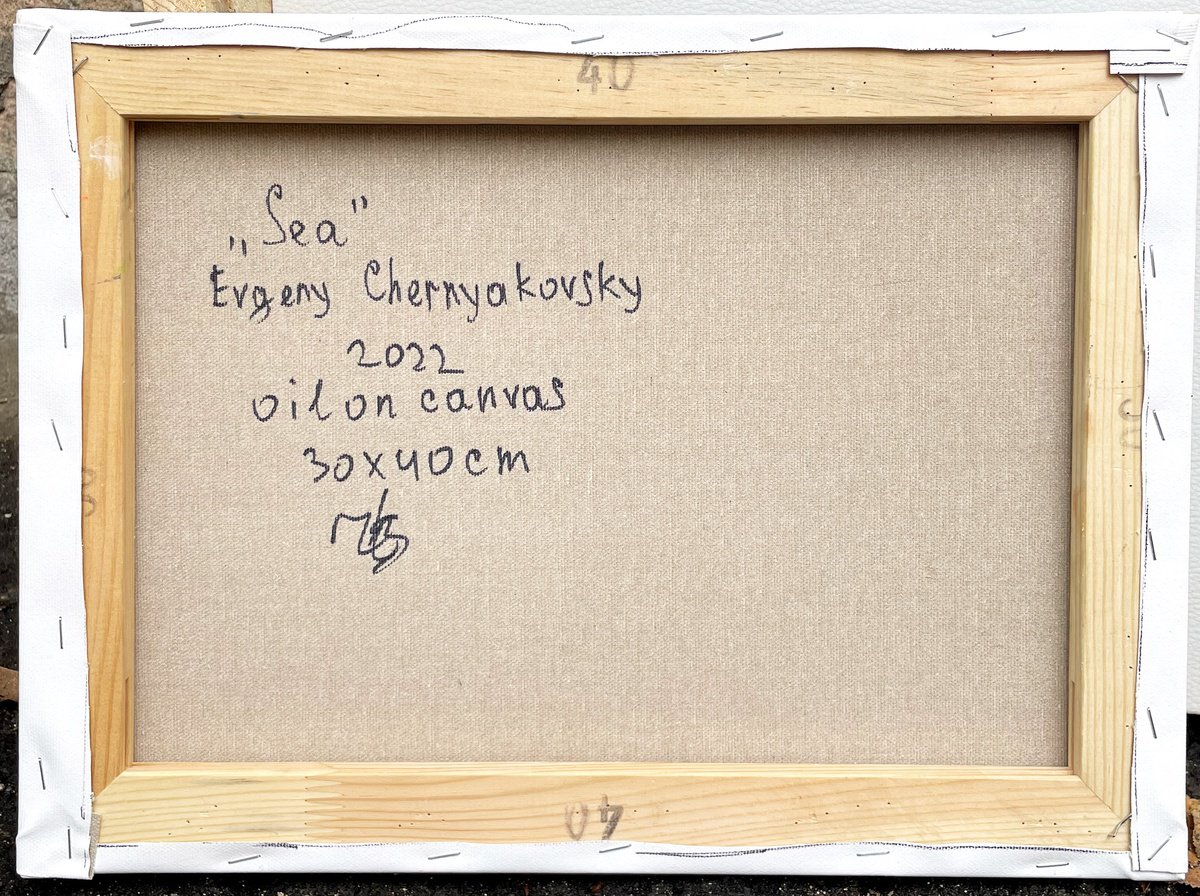 40
„Sea"
Evgeny Chernyakovsky
2022
oil on canvas
30x40cm
40